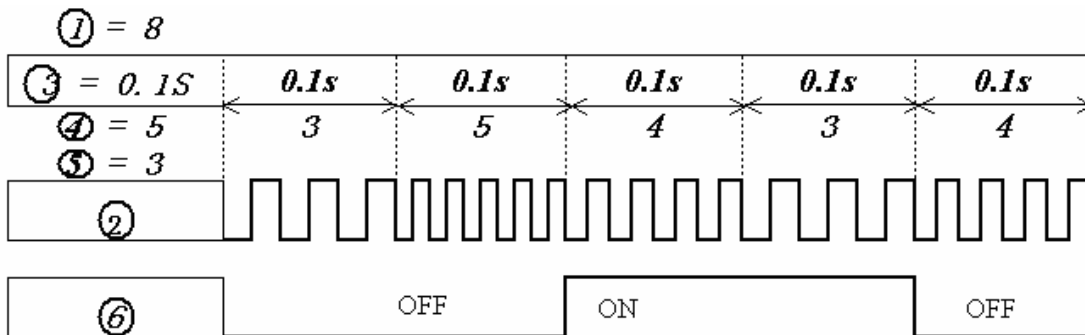 ① = 8
③ = 0.1S 0.1s 0.1s 0.1s 0.1s 0.1s
④ = 5 3 5 4 3 4
⑤ = 3
②
⑥ OFF ON OFF